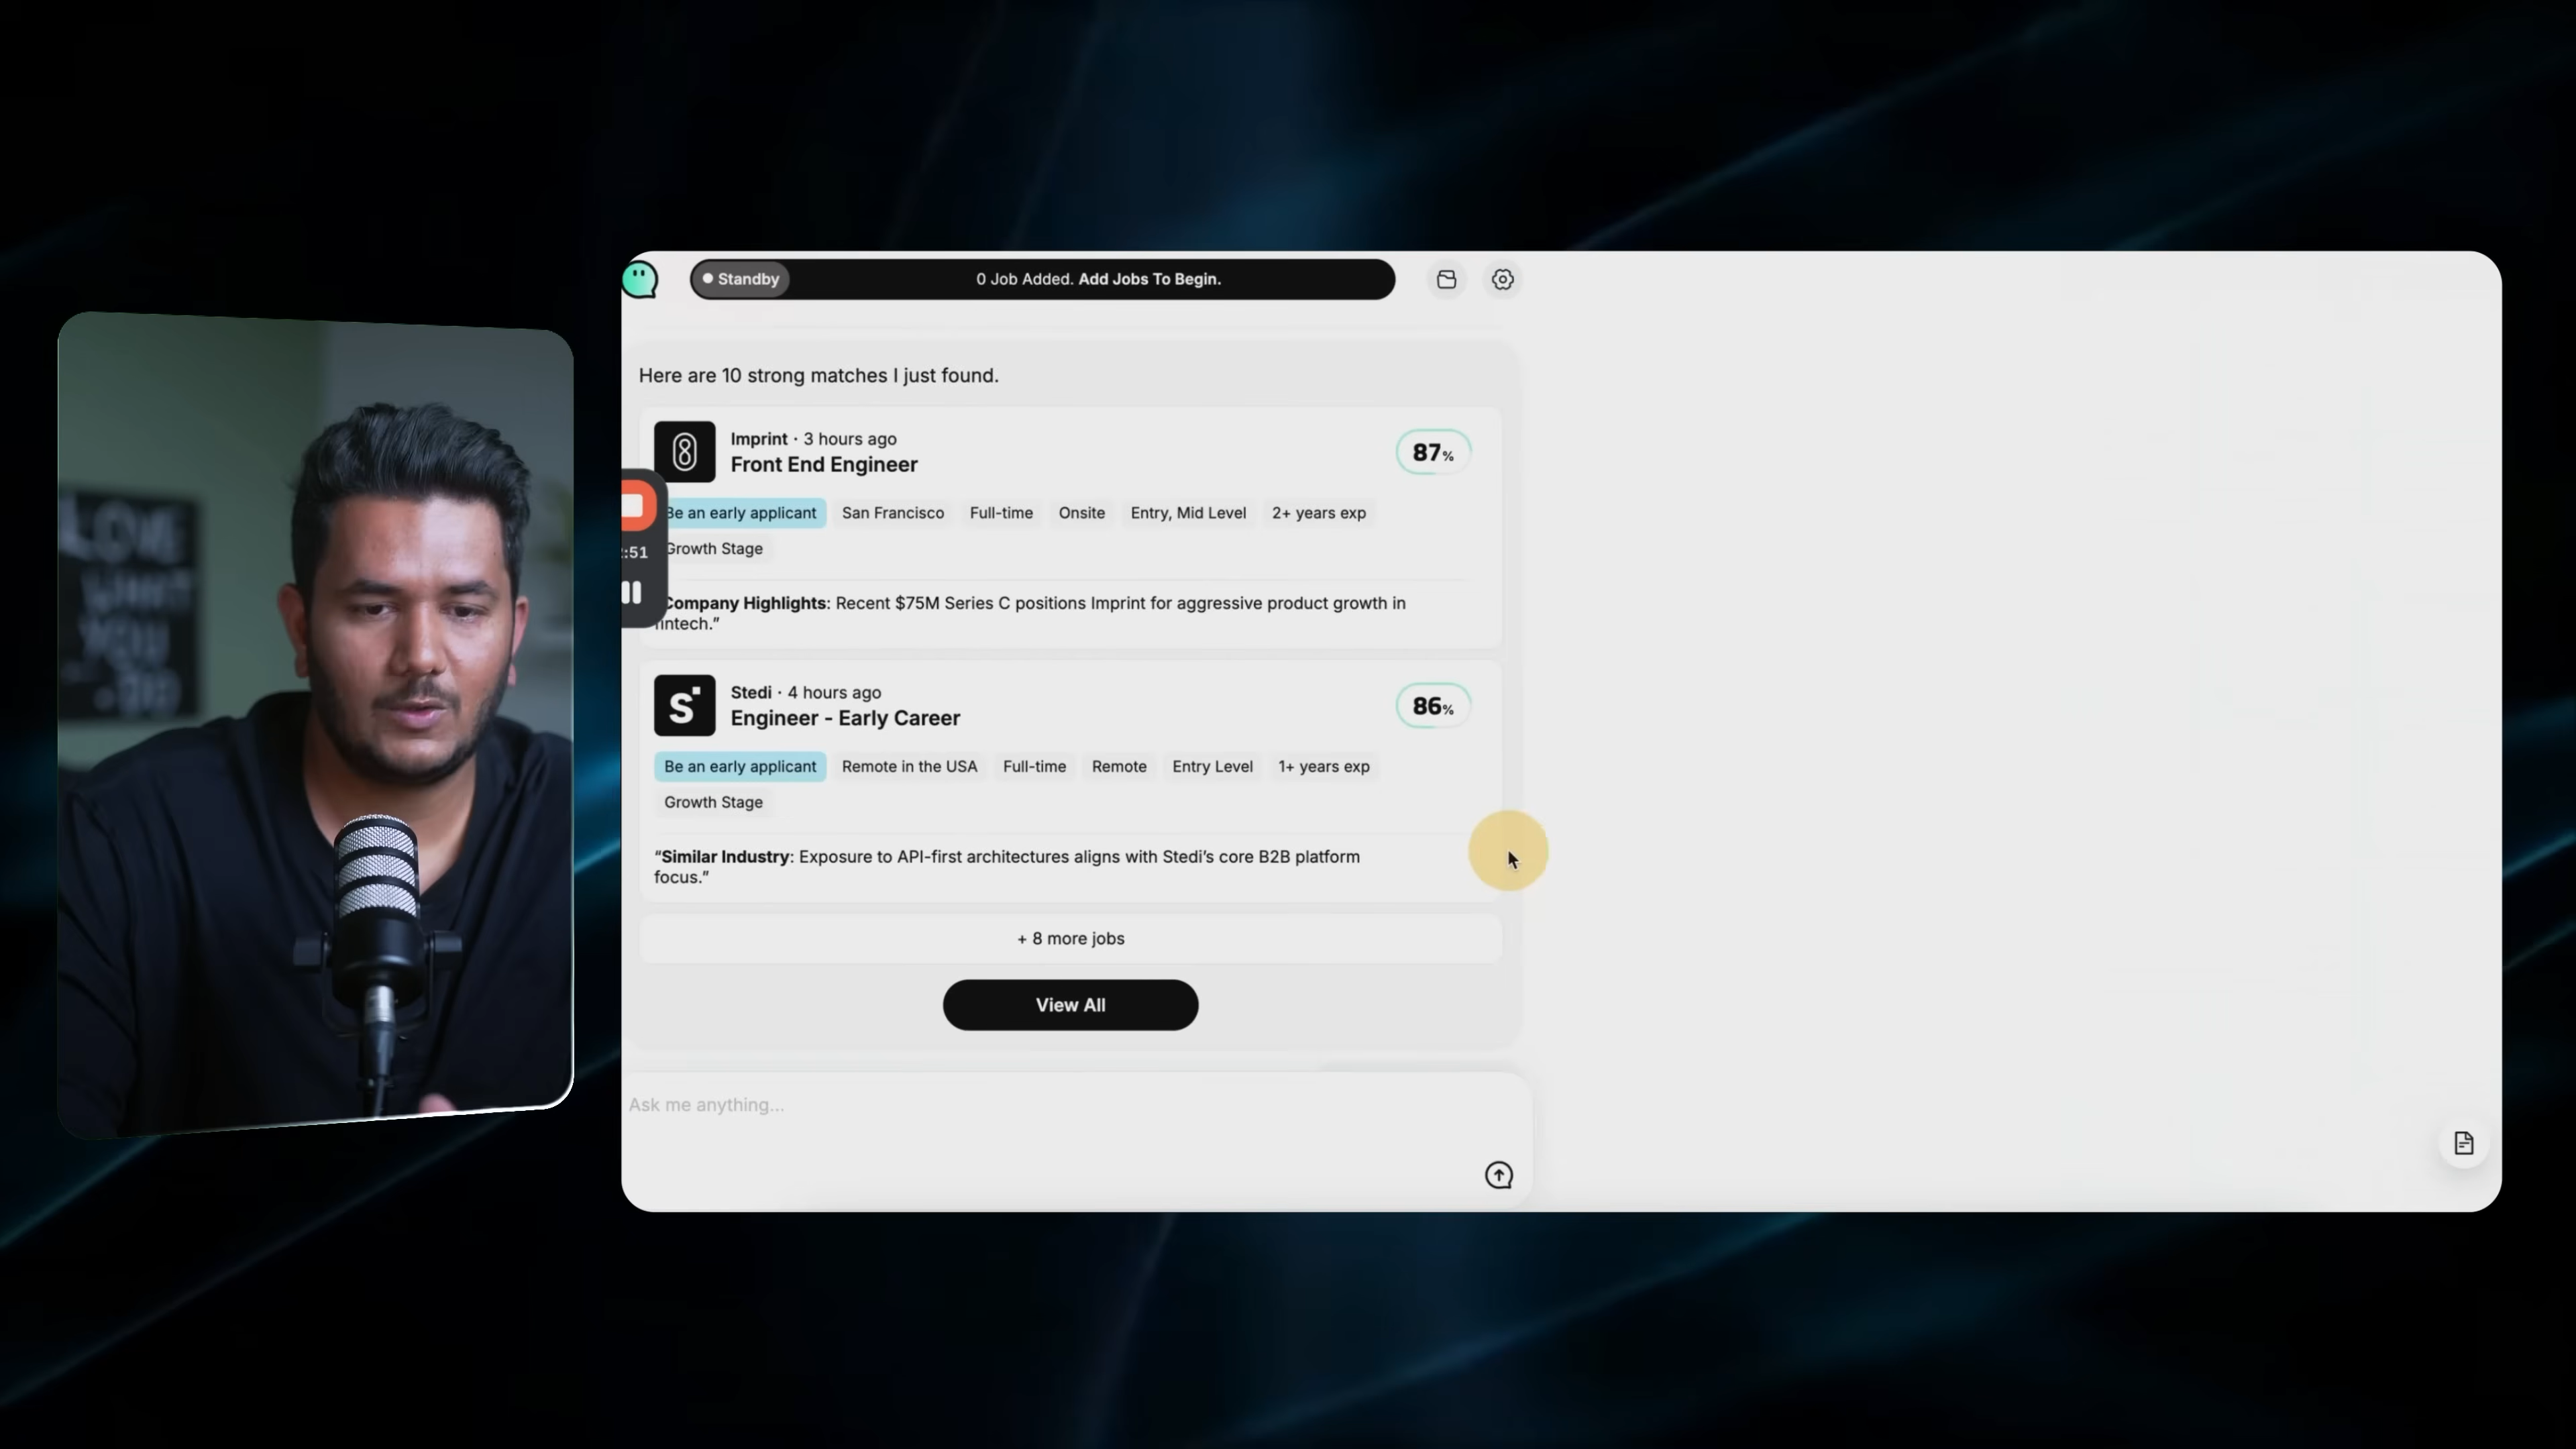 Standby
0 Job Added. Add Jobs To Begin.
Here are 10 strong matches I just found.
Imprint · 3 hours ago
Front End Engineer
87%
Be an early applicant
San Francisco
Full-time
Onsite
Entry, Mid Level
2+ years exp
Growth Stage
:51
Company Highlights: Recent $75M Series C positions Imprint for aggressive product growth in
fintech.”
S
Stedi · 4 hours ago
Engineer - Early Career
86%
Be an early applicant
Remote in the USA
Full-time
Remote
Entry Level
1+ years exp
Growth Stage
“Similar Industry: Exposure to API-first architectures aligns with Stedi’s core B2B platform
focus.”
+ 8 more jobs
View All
Ask me anything...
LOVE
WHAT
YOU
DO